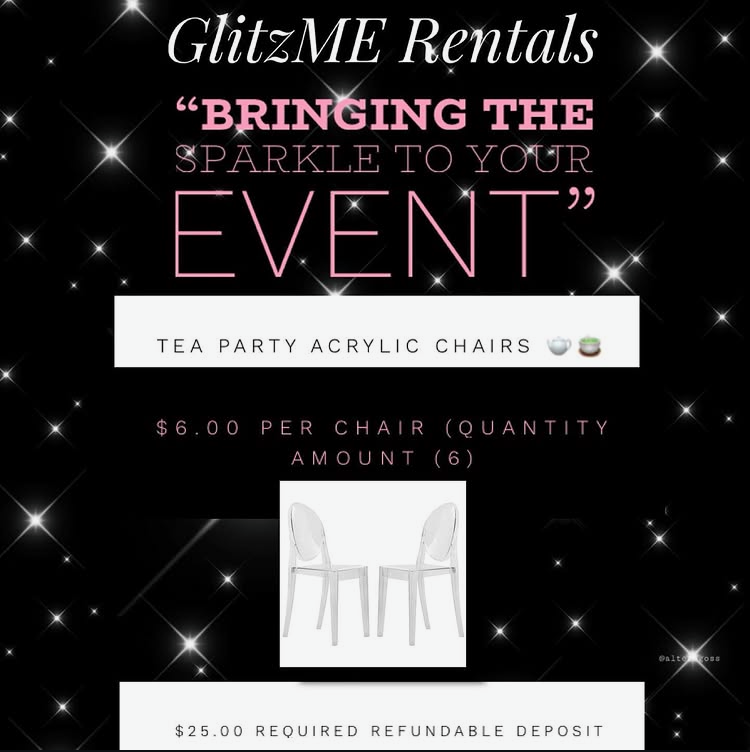 GlitzME Rentals
“BRINGING THE
SPARKLE TO YOUR
EVENT”
TEA PARTY ACRYLIC CHAIRS 🫖 🍵
$6.00 PER CHAIR (QUANTITY
AMOUNT (6)
$25.00 REQUIRED REFUNDABLE DEPOSIT